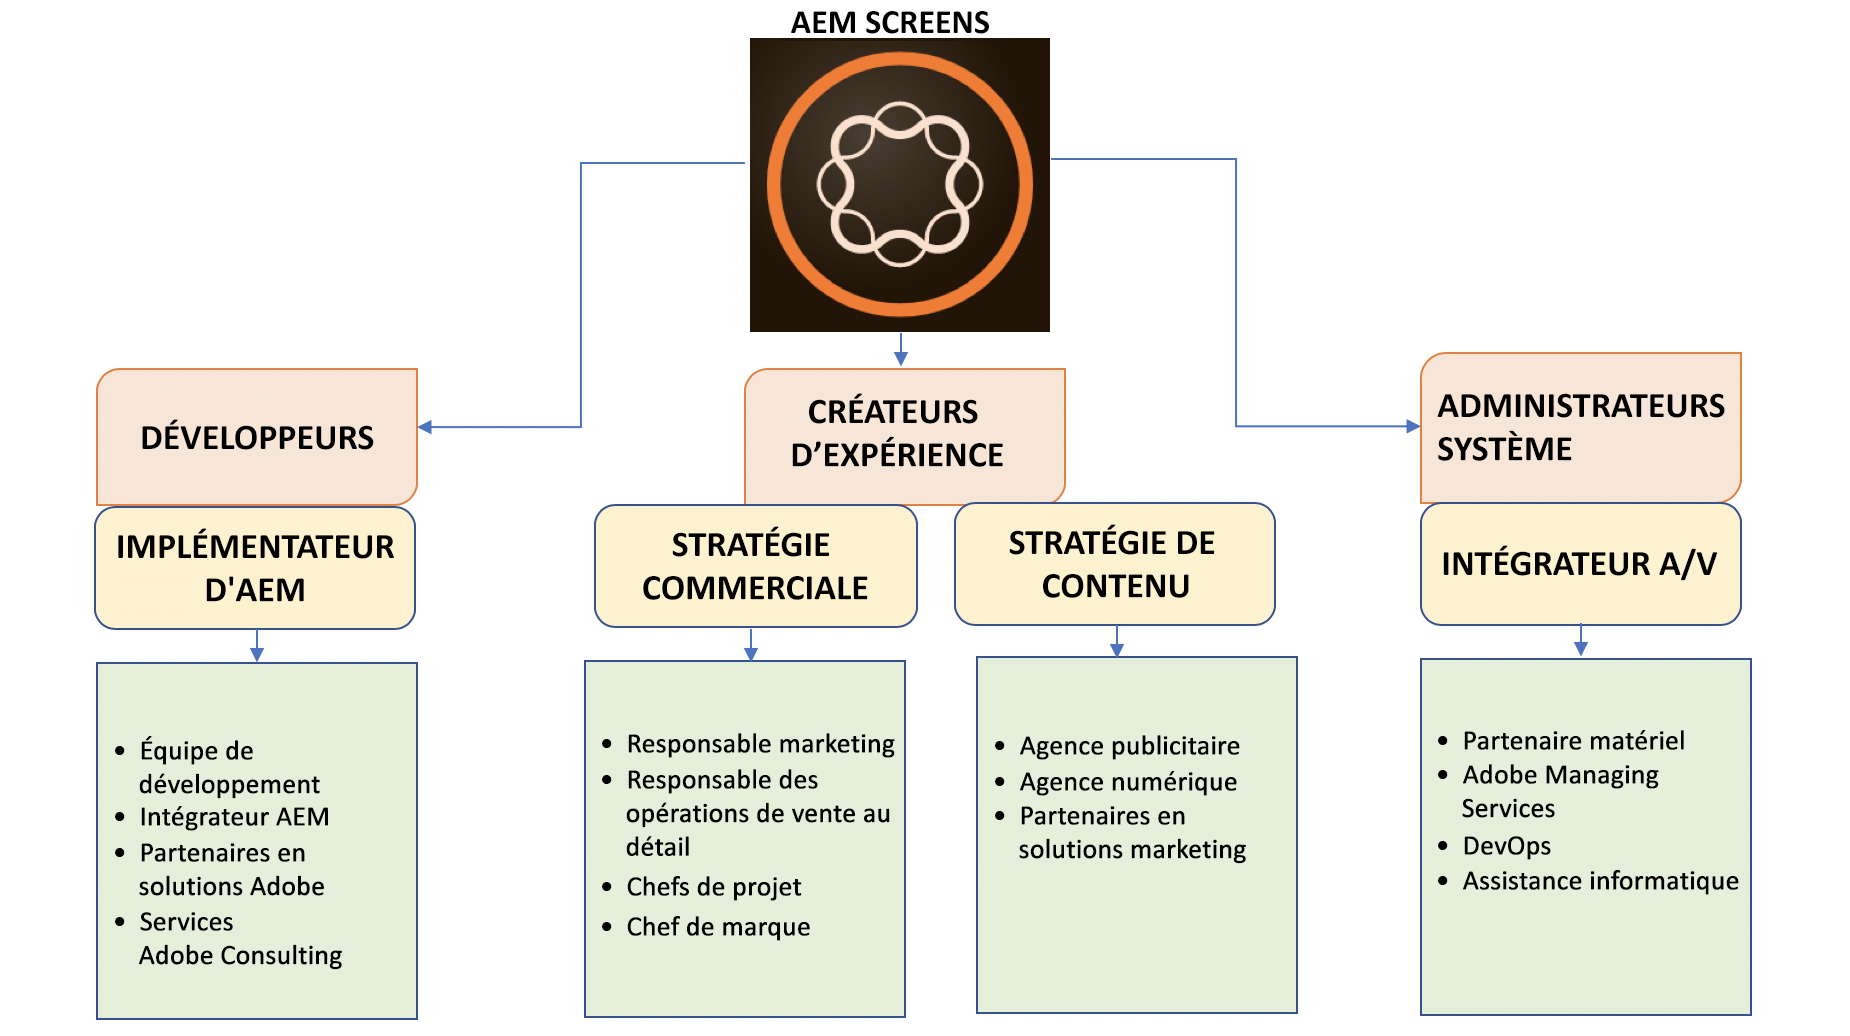 AEM SCREENS
DÉVELOPPEURS
CRÉATEURS
D’EXPÉRIENCE
ADMINISTRATEURS
SYSTÈME
IMPLÉMENTATEUR
D'AEM
STRATÉGIE
COMMERCIALE
STRATÉGIE DE
CONTENU
INTÉGRATEUR A/V
• Équipe de
développement
• Intégrateur AEM
• Partenaires en
solutions Adobe
• Services
Adobe Consulting
• Responsable marketing
• Responsable des
opérations de vente au
détail
• Chefs de projet
• Chef de marque
• Agence publicitaire
• Agence numérique
• Partenaires en
solutions marketing
• Partenaire matériel
• Adobe Managing
Services
• DevOps
• Assistance informatique